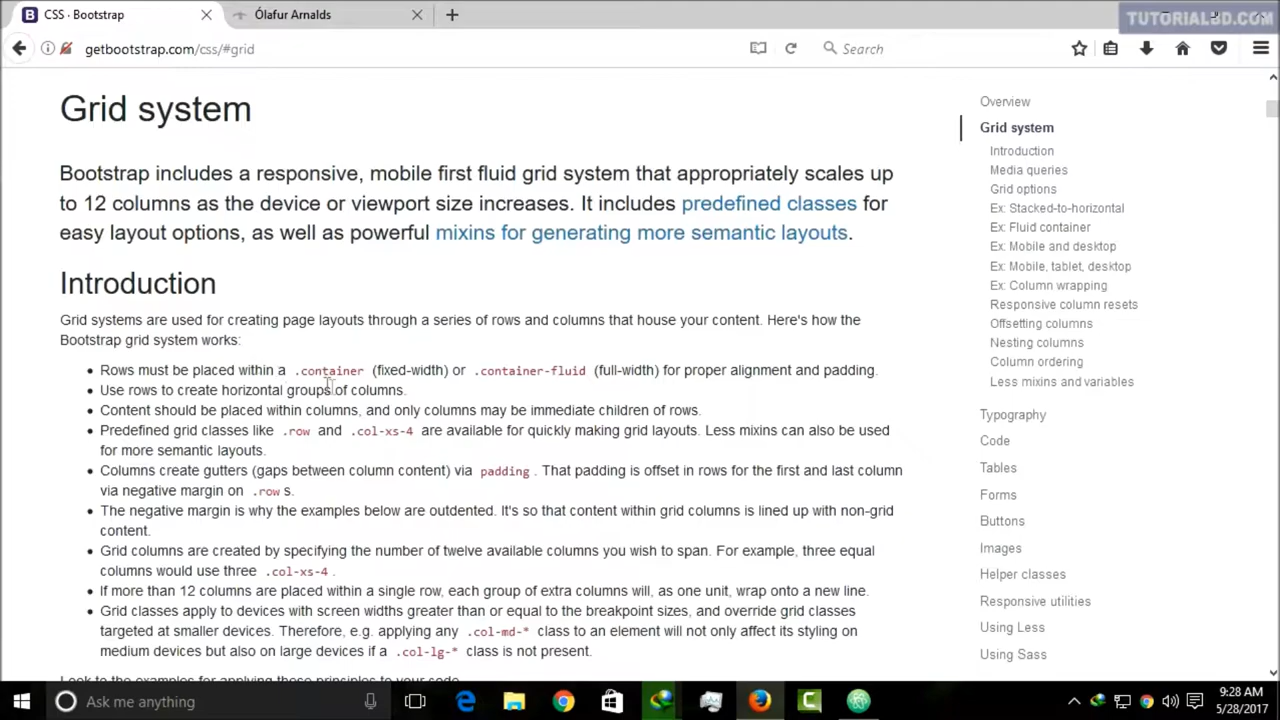 CSS · Bootstrap
Ólafur Arnalds
TUTORIALBD.COM
getbootstrap.com/css/#grid
Search
Grid system
Bootstrap includes a responsive, mobile first fluid grid system that appropriately scales up
to 12 columns as the device or viewport size increases. It includes predefined classes for
easy layout options, as well as powerful mixins for generating more semantic layouts.
Introduction
Grid systems are used for creating page layouts through a series of rows and columns that house your content. Here's how the
Bootstrap grid system works:
• Rows must be placed within a .container (fixed-width) or .container-fluid (full-width) for proper alignment and padding.
• Use rows to create horizontal groups of columns.
• Content should be placed within columns, and only columns may be immediate children of rows.
• Predefined grid classes like .row and .col-xs-4 are available for quickly making grid layouts. Less mixins can also be used
for more semantic layouts.
• Columns create gutters (gaps between column content) via padding. That padding is offset in rows for the first and last column
via negative margin on .row s.
• The negative margin is why the examples below are outdented. It's so that content within grid columns is lined up with non-grid
content.
• Grid columns are created by specifying the number of twelve available columns you wish to span. For example, three equal
columns would use three .col-xs-4.
• If more than 12 columns are placed within a single row, each group of extra columns will, as one unit, wrap onto a new line.
• Grid classes apply to devices with screen widths greater than or equal to the breakpoint sizes, and override grid classes
targeted at smaller devices. Therefore, e.g. applying any .col-md-* class to an element will not only affect its styling on
medium devices but also on large devices if a .col-lg-* class is not present.
Look to the examples for applying these principles to your code.
Overview
Grid system
Introduction
Media queries
Grid options
Ex: Stacked-to-horizontal
Ex: Fluid container
Ex: Mobile and desktop
Ex: Mobile, tablet, desktop
Ex: Column wrapping
Responsive column resets
Offsetting columns
Nesting columns
Column ordering
Less mixins and variables
Typography
Code
Tables
Forms
Buttons
Images
Helper classes
Responsive utilities
Using Less
Using Sass
Ask me anything
9:28 AM
5/28/2017